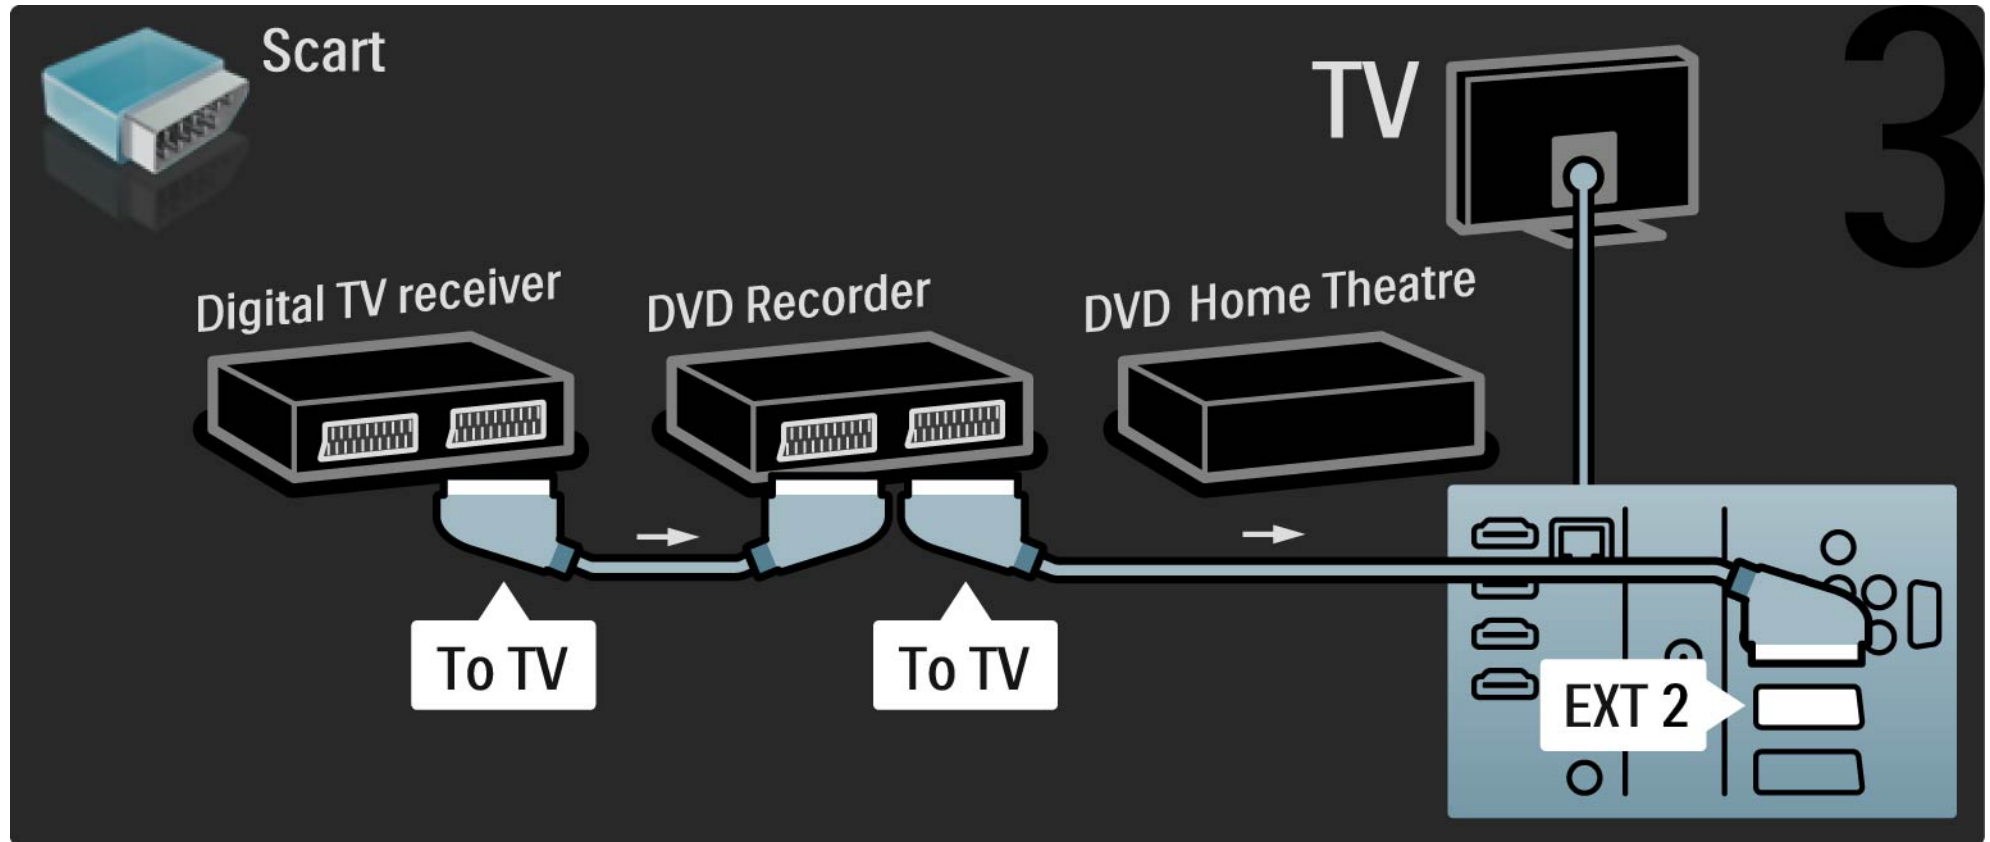 Scart
TV
3
Digital TV receiver
DVD Recorder
DVD Home Theatre
To TV
To TV
EXT 2